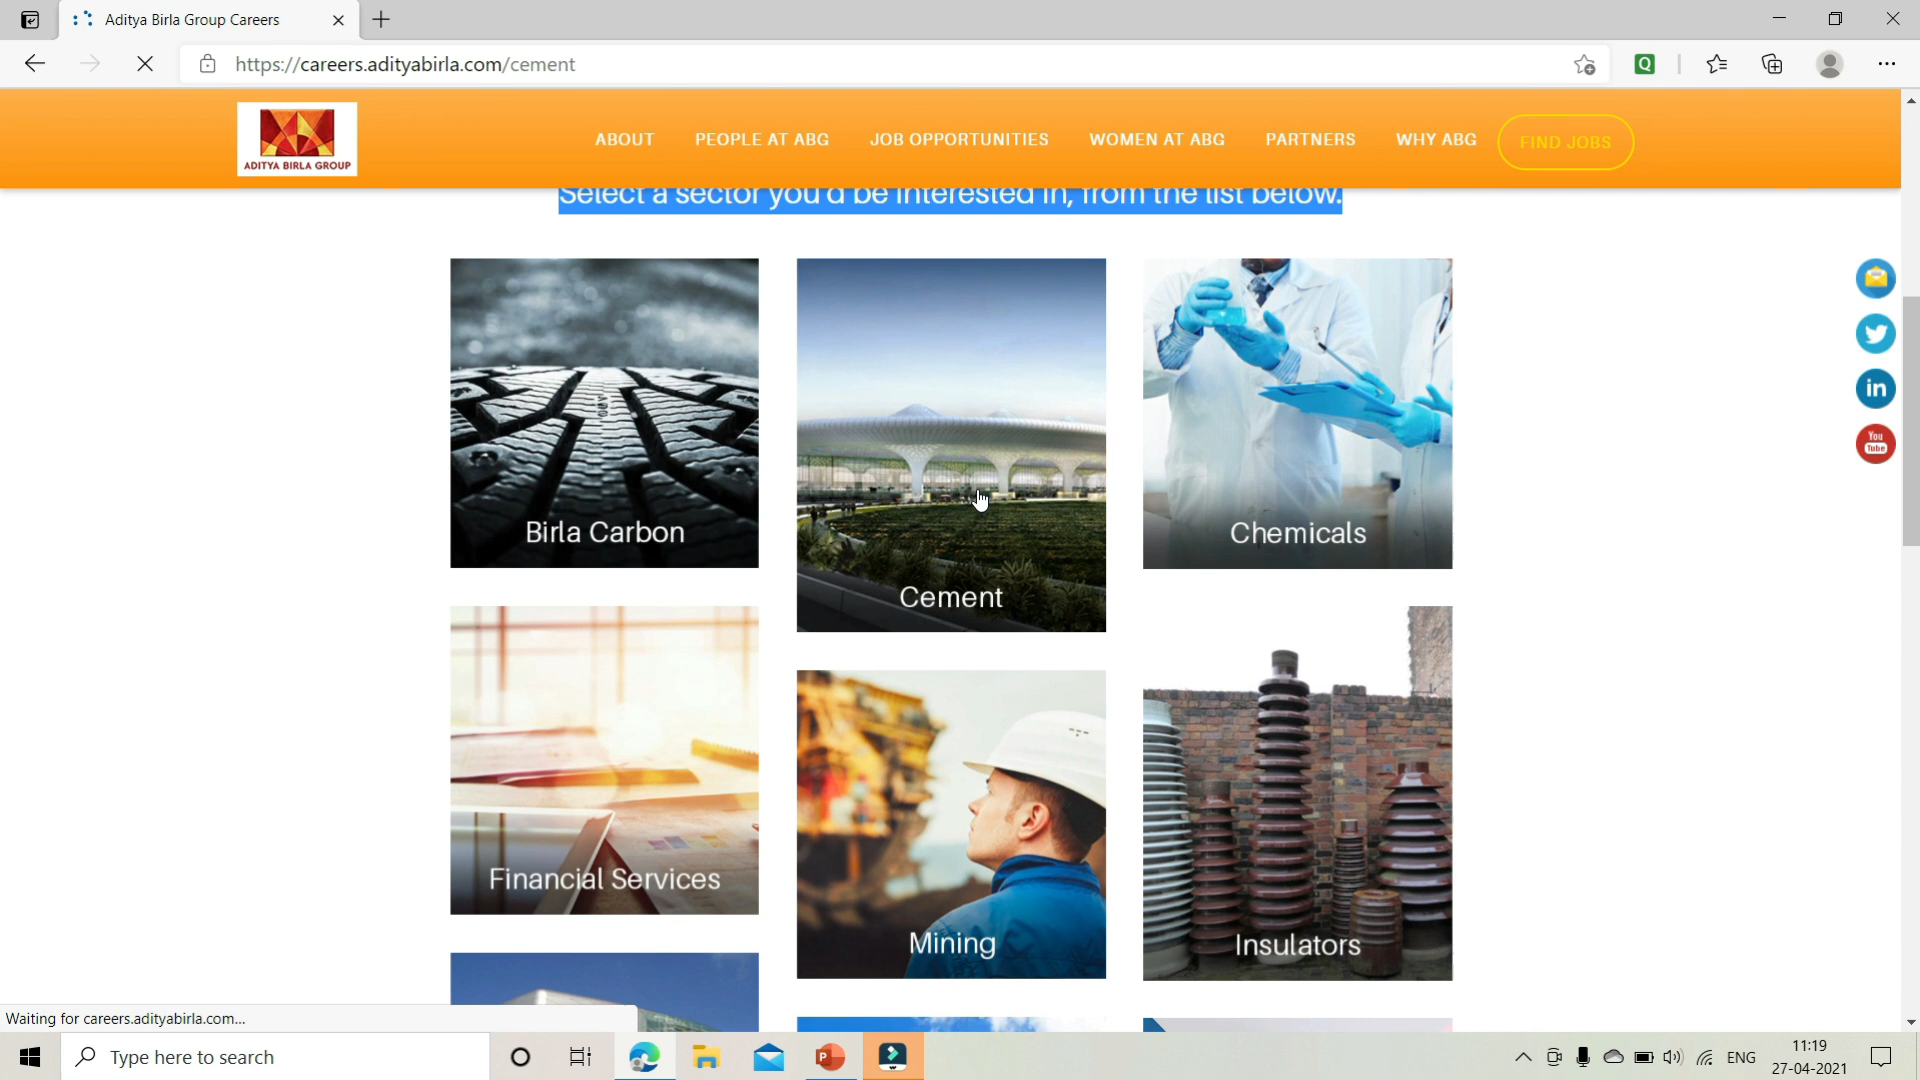 Aditya Birla Group Careers
https://careers.adityabirla.com/cement
Q
ADITYA BIRLA GROUP
ABOUT
PEOPLE AT ABG
JOB OPPORTUNITIES
WOMEN AT ABG
PARTNERS
WHY ABG
FIND JOBS
Select a sector you'd be interested in, from the list below.
Birla Carbon
Cement
Chemicals
in
You
Tube
Financial Services
Mining
Insulators
Waiting for careers.adityabirla.com...
Type here to search
P
ENG
11:19
27-04-2021